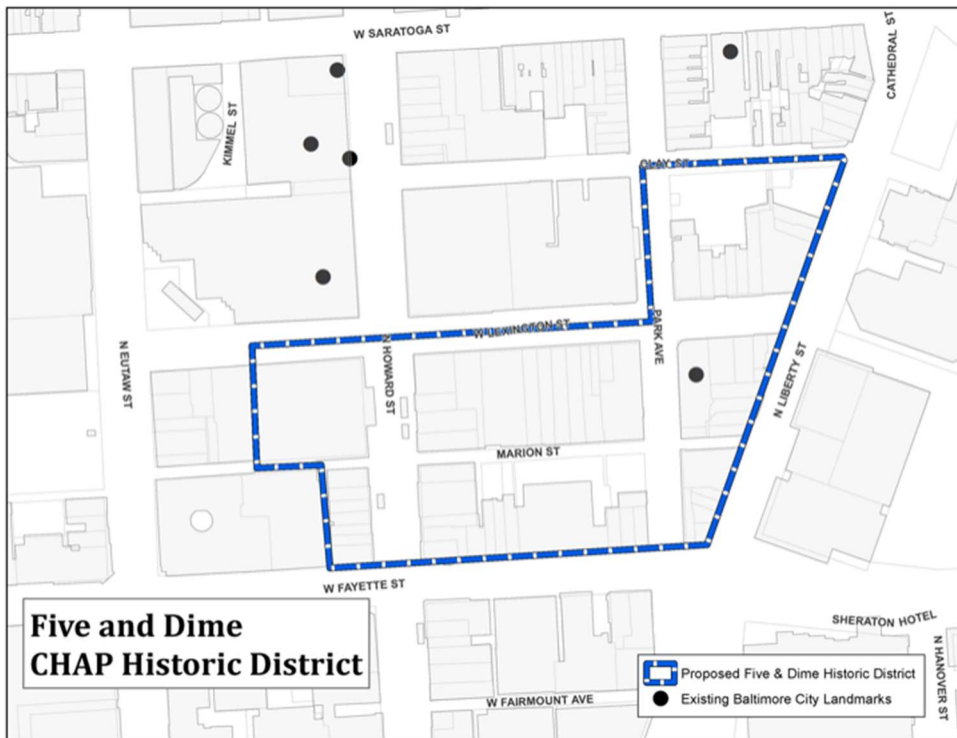 W SARATOGA ST
CATHEDRAL ST
KIMMEL ST
CLAY ST
W LEXINGTON ST
PARK AVE
N EUTAW ST
N HOWARD ST
N LIBERTY ST
MARION ST
W FAYETTE ST
SHERATON HOTEL
N HANOVER ST
W FAIRMOUNT AVE
Five and Dime
CHAP Historic District
Proposed Five & Dime Historic District
Existing Baltimore City Landmarks